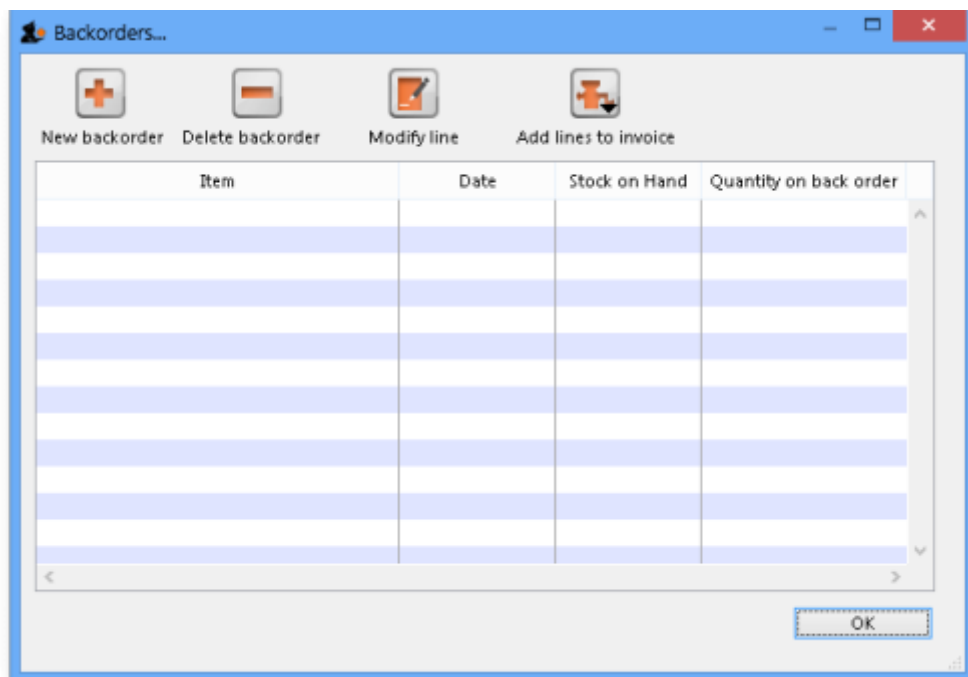 Backorders...
New backorder Delete backorder Modify line Add lines to invoice
Item Date Stock on Hand Quantity on back order
OK